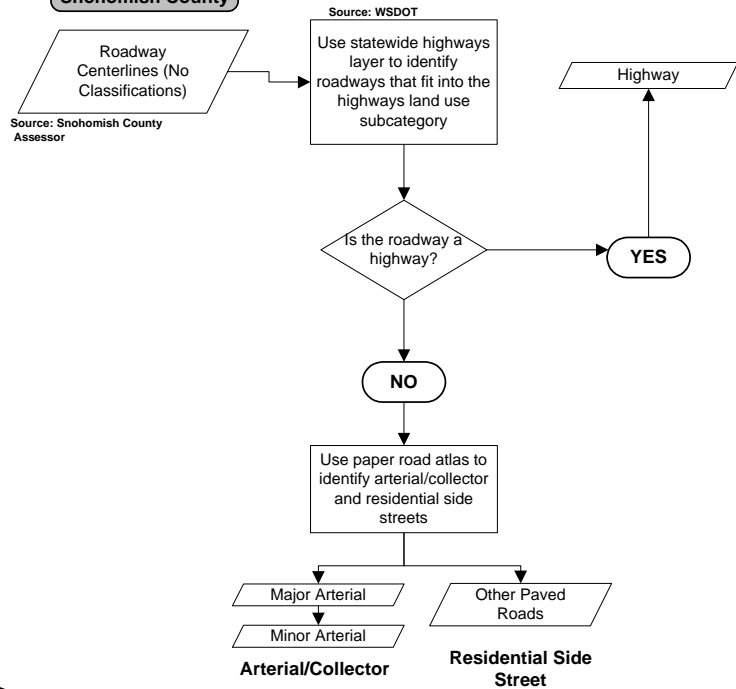 Snohomish County
Source: WSDOT
Roadway
Centerlines (No
Classifications)
Source: Snohomish County
Assessor
Use statewide highways
layer to identify
roadways that fit into the
highways land use
subcategory
Highway
Is the roadway a
highway?
YES
NO
Use paper road atlas to
identify arterial/collector
and residential side
streets
Major Arterial
Minor Arterial
Other Paved
Roads
Arterial/Collector
Residential Side
Street